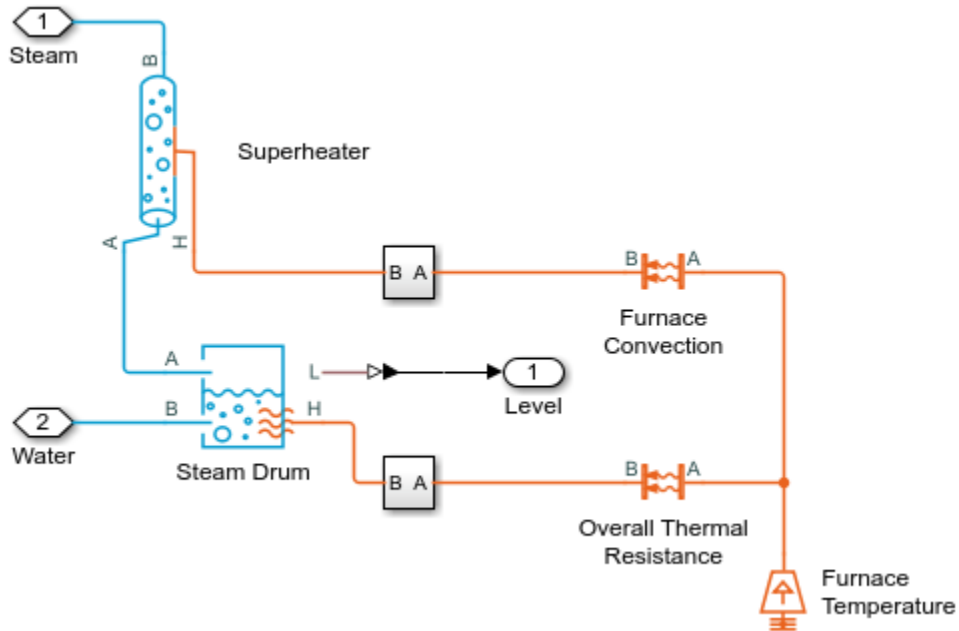 1
Steam
B
Superheater
A
H
B A
B
A
Furnace
Convection
A
L
1
Level
B
H
2
Water
Steam Drum
B A
B
A
Overall Thermal
Resistance
Furnace
Temperature